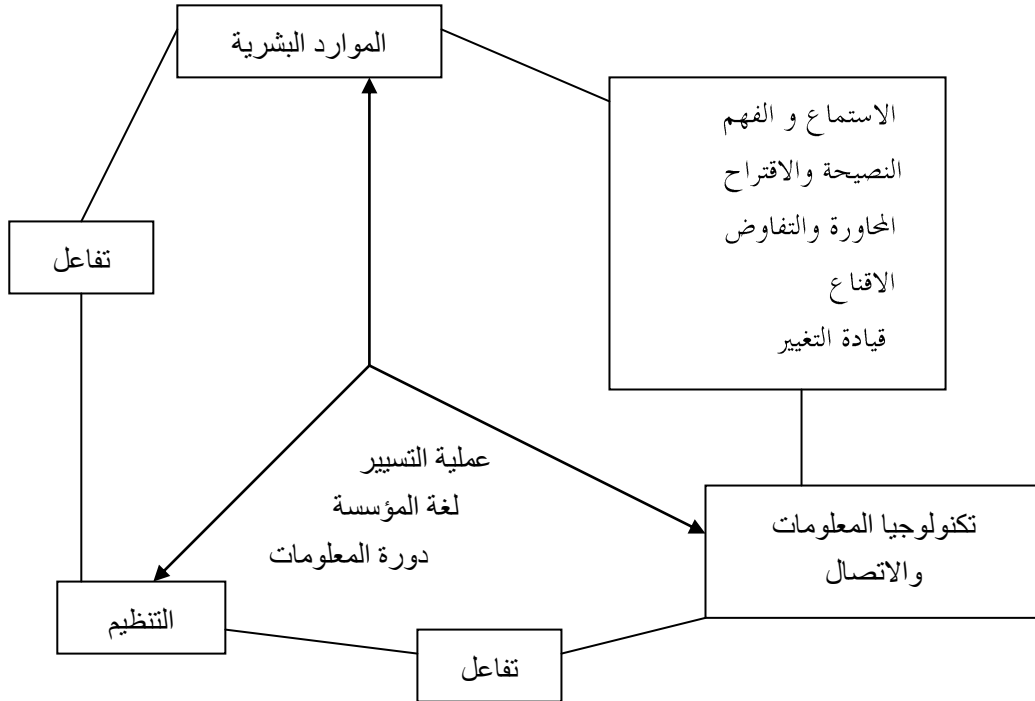 الموارد البشرية
الاستماع و الفهم
النصيحة والاقتراح
المحاورة والتفاوض
الاقناع
قيادة التغيير
تفاعل
عملية التسيير
لغة المؤسسة
دورة المعلومات
تكنولوجيا المعلومات
والاتصال
التنظيم
تفاعل